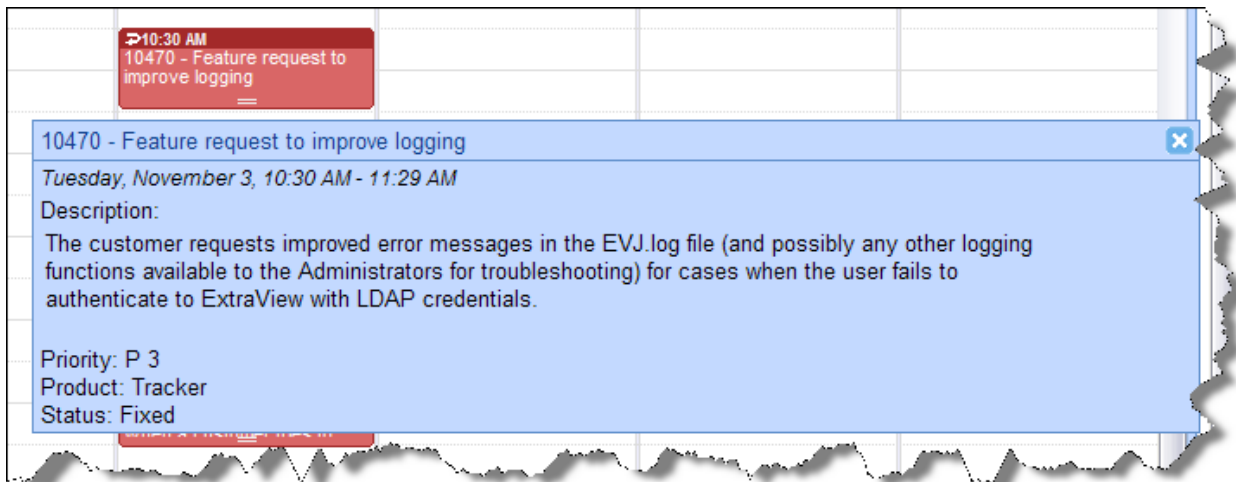 10:30 AM
10470 - Feature request to
improve logging
10470 - Feature request to improve logging
Tuesday, November 3, 10:30 AM - 11:29 AM
Description:
The customer requests improved error messages in the EVJ.log file (and possibly any other logging
functions available to the Administrators for troubleshooting) for cases when the user fails to
authenticate to ExtraView with LDAP credentials.
Priority: P 3
Product: Tracker
Status: Fixed